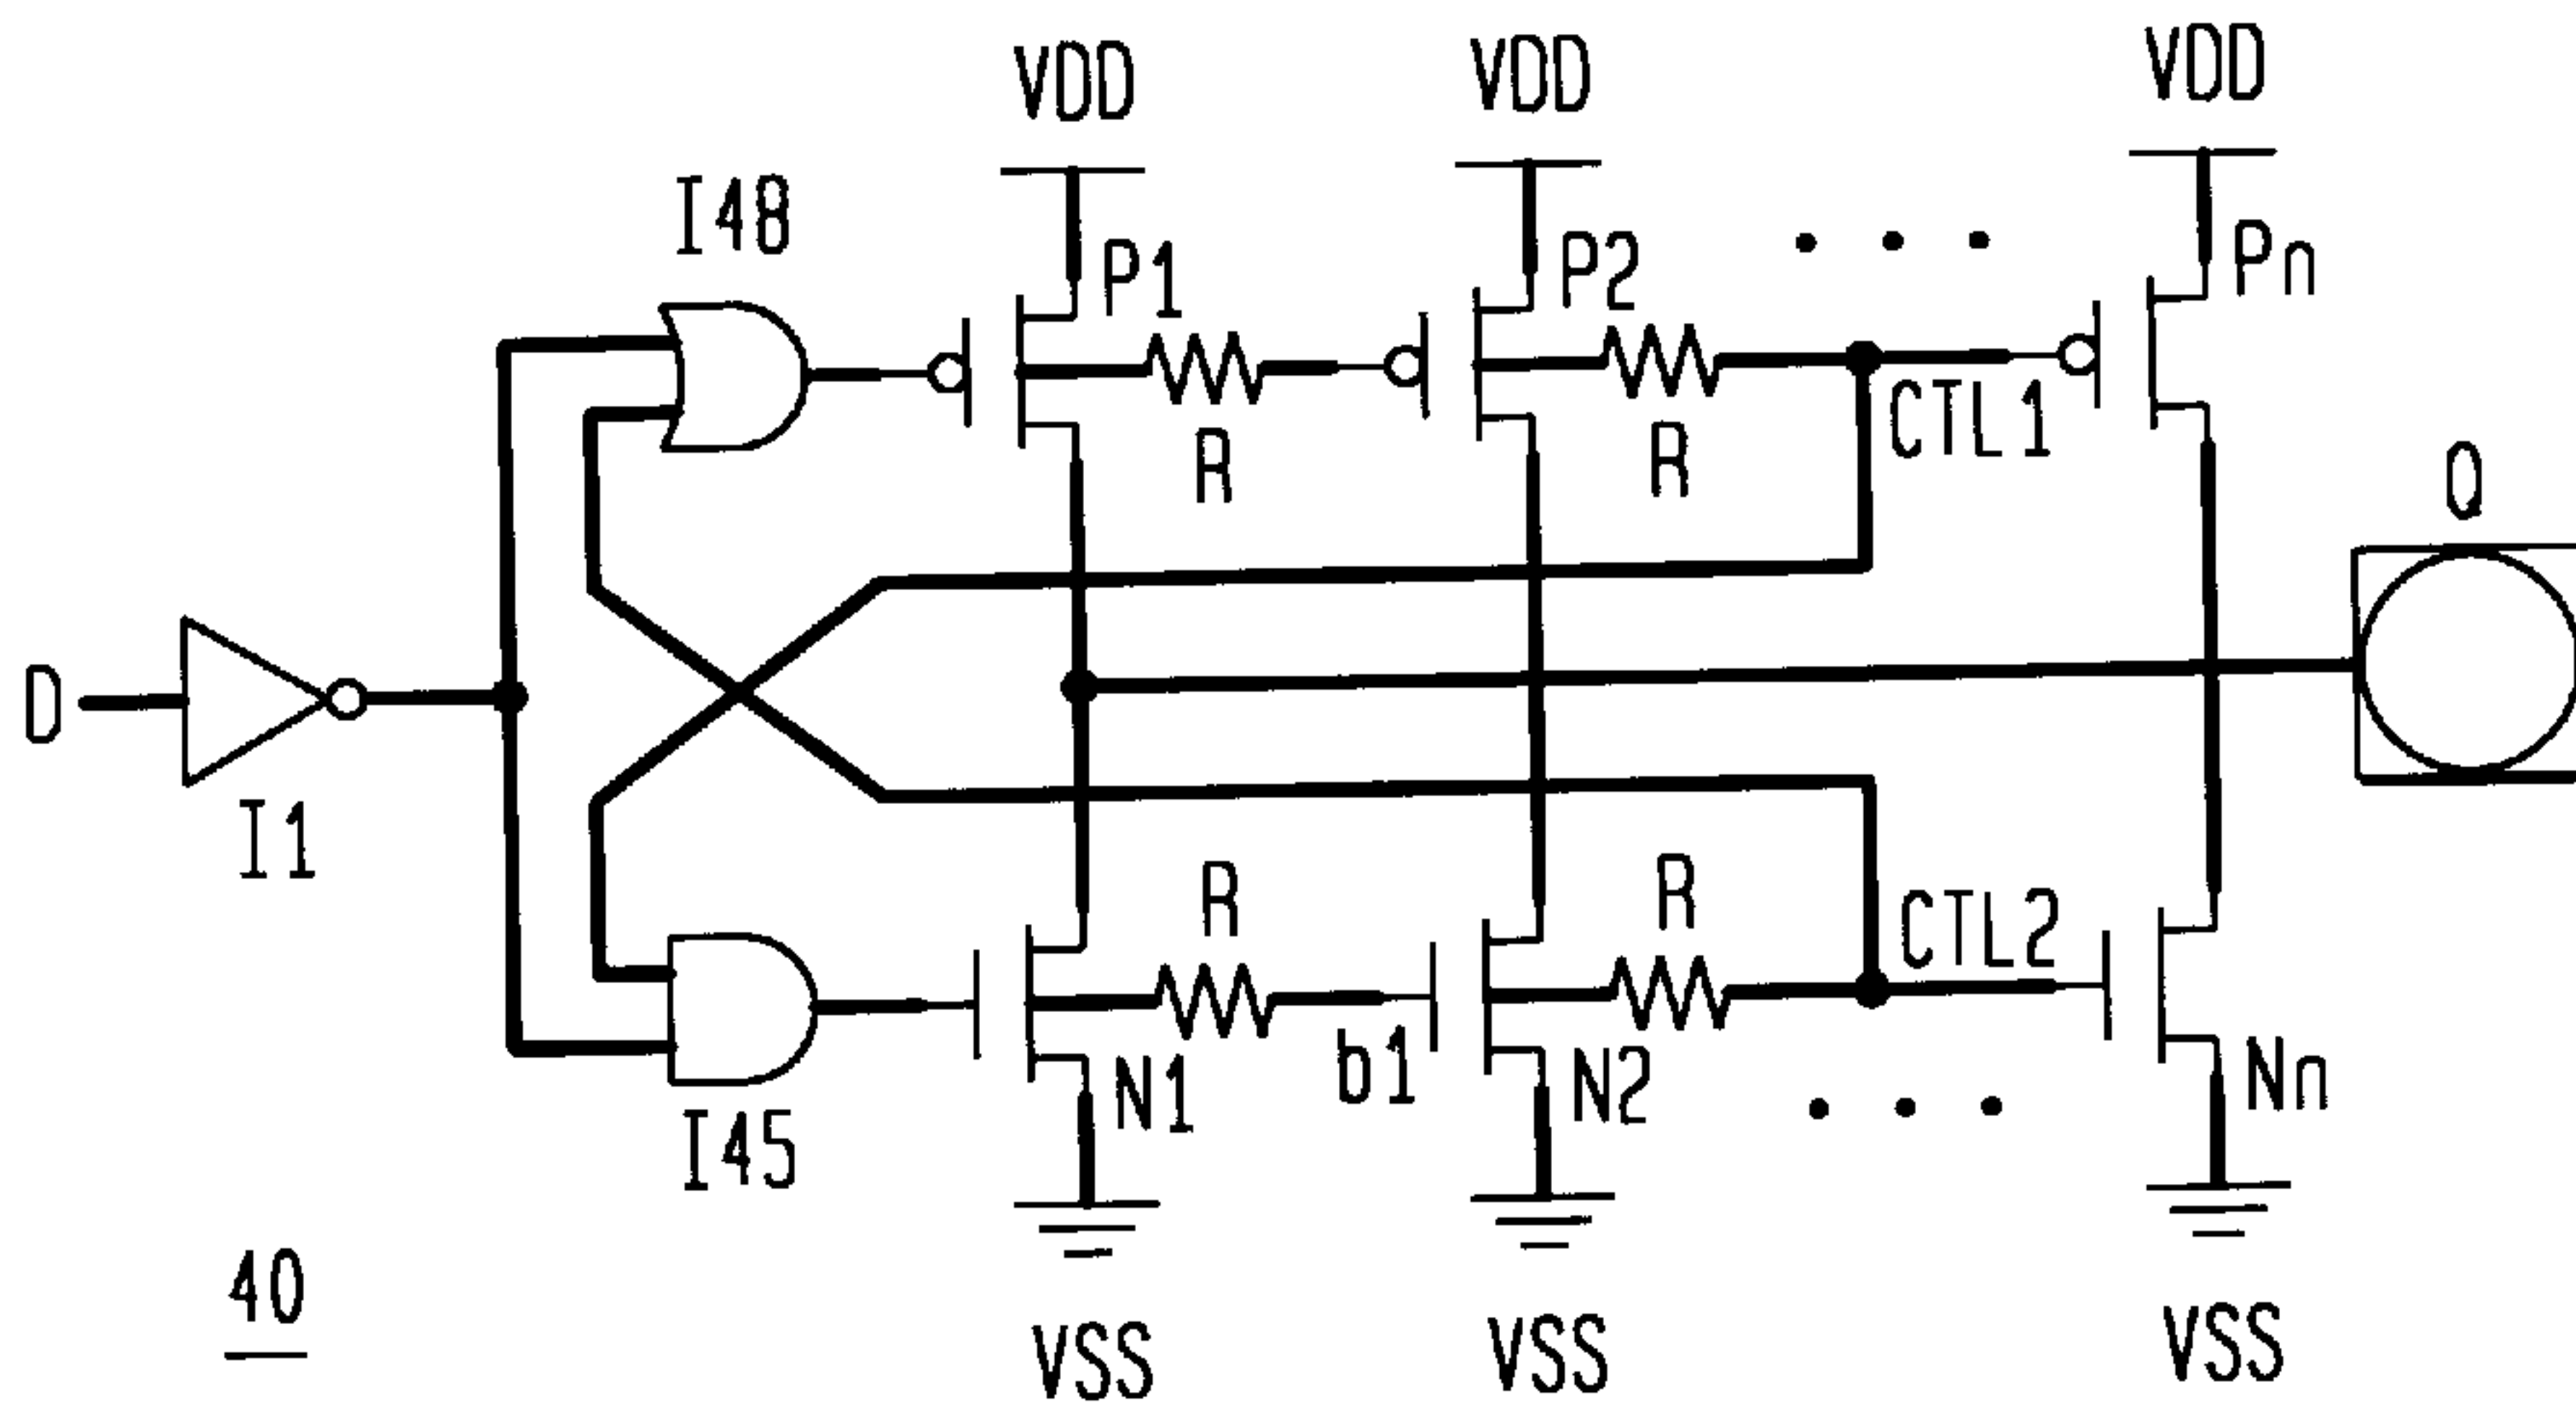 VDD
VDD
VDD
I48
P1
P2
Pn
R
R
CTL1
Q
D
I1
R
R
CTL2
b1
N1
N2
Nn
I45
40
VSS
VSS
VSS